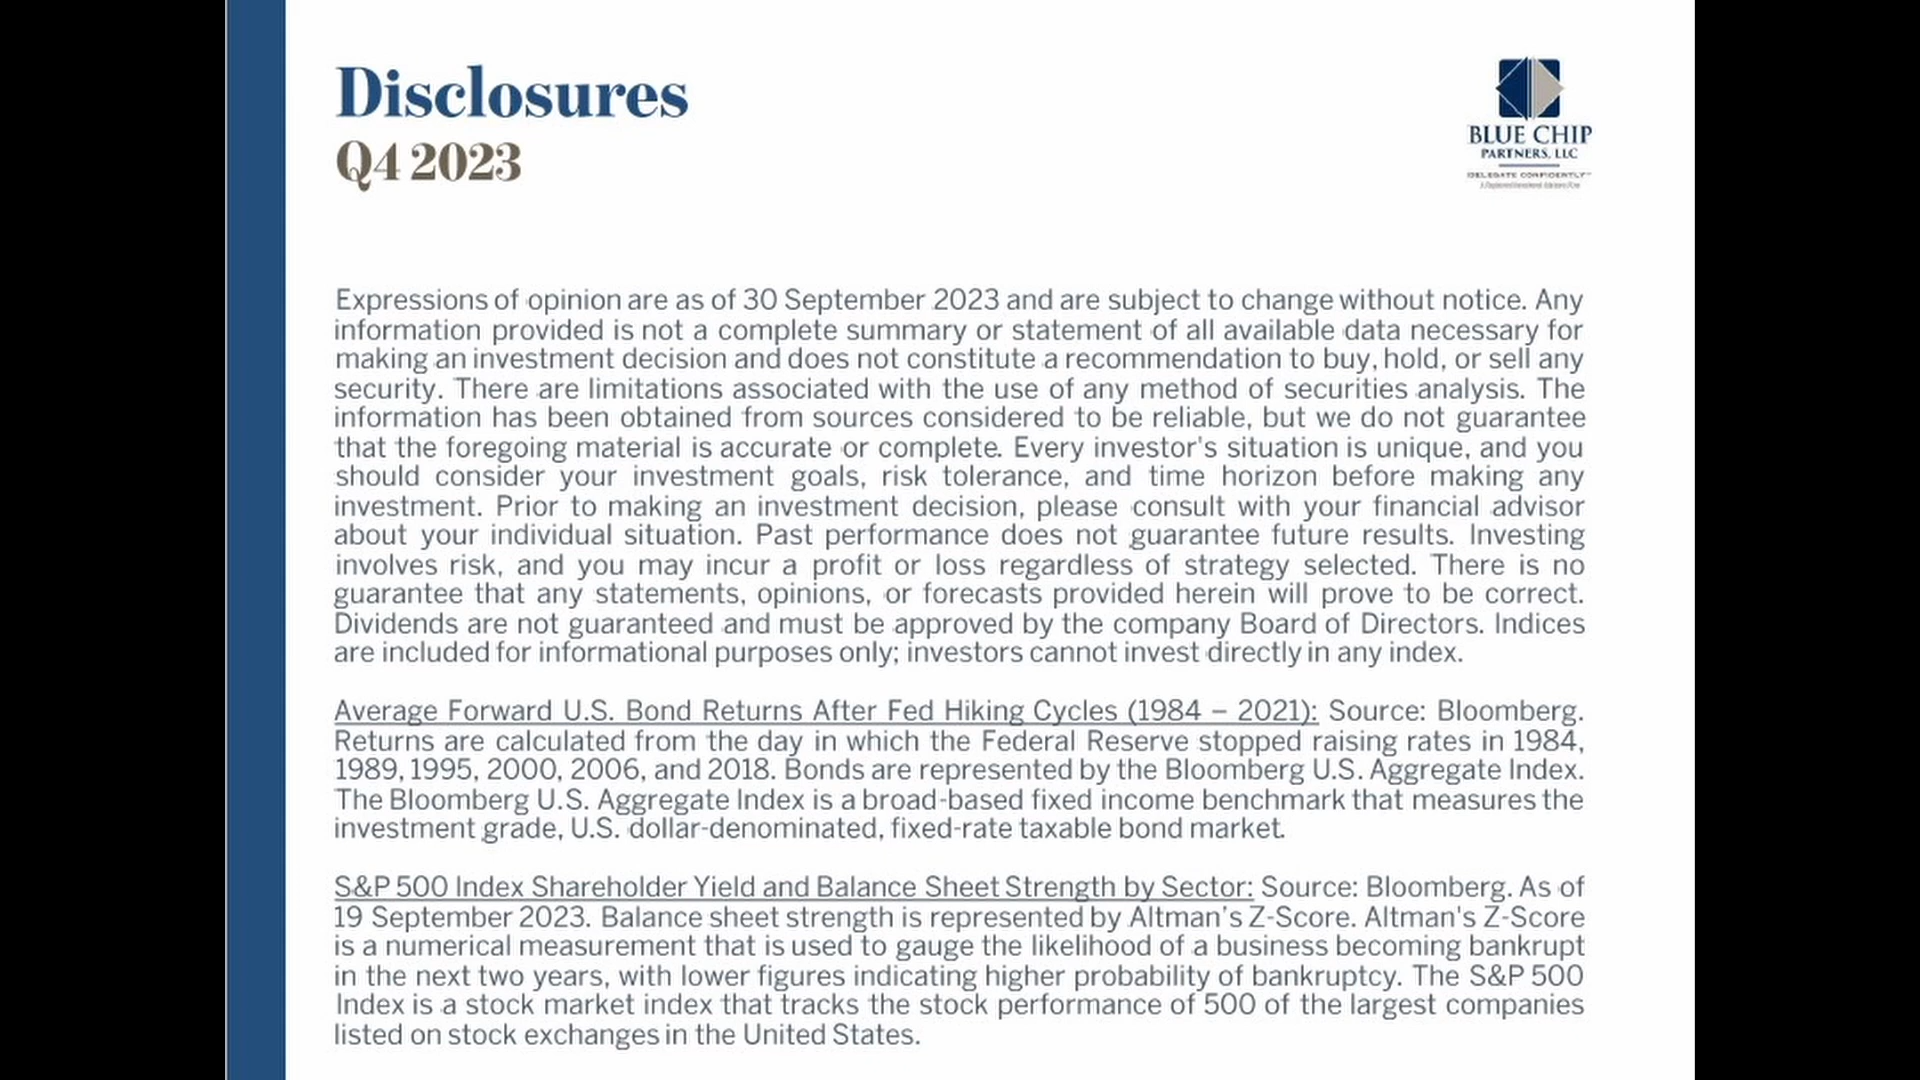 Disclosures
Q4 2023
BLUE CHIP
PARTNERS, LLC
DELEGATE CONFIDENTLY™
A Registered Investment Advisory Firm
Expressions of opinion are as of 30 September 2023 and are subject to change without notice. Any
information provided is not a complete summary or statement of all available data necessary for
making an investment decision and does not constitute a recommendation to buy, hold, or sell any
security. There are limitations associated with the use of any method of securities analysis. The
information has been obtained from sources considered to be reliable, but we do not guarantee
that the foregoing material is accurate or complete. Every investor's situation is unique, and you
should consider your investment goals, risk tolerance, and time horizon before making any
investment. Prior to making an investment decision, please consult with your financial advisor
about your individual situation. Past performance does not guarantee future results. Investing
involves risk, and you may incur a profit or loss regardless of strategy selected. There is no
guarantee that any statements, opinions, or forecasts provided herein will prove to be correct.
Dividends are not guaranteed and must be approved by the company Board of Directors. Indices
are included for informational purposes only; investors cannot invest directly in any index.
Average Forward U.S. Bond Returns After Fed Hiking Cycles (1984 – 2021): Source: Bloomberg.
Returns are calculated from the day in which the Federal Reserve stopped raising rates in 1984,
1989, 1995, 2000, 2006, and 2018. Bonds are represented by the Bloomberg U.S. Aggregate Index.
The Bloomberg U.S. Aggregate Index is a broad-based fixed income benchmark that measures the
investment grade, U.S. dollar-denominated, fixed-rate taxable bond market.
S&P 500 Index Shareholder Yield and Balance Sheet Strength by Sector: Source: Bloomberg. As of
19 September 2023. Balance sheet strength is represented by Altman’s Z-Score. Altman's Z-Score
is a numerical measurement that is used to gauge the likelihood of a business becoming bankrupt
in the next two years, with lower figures indicating higher probability of bankruptcy. The S&P 500
Index is a stock market index that tracks the stock performance of 500 of the largest companies
listed on stock exchanges in the United States.